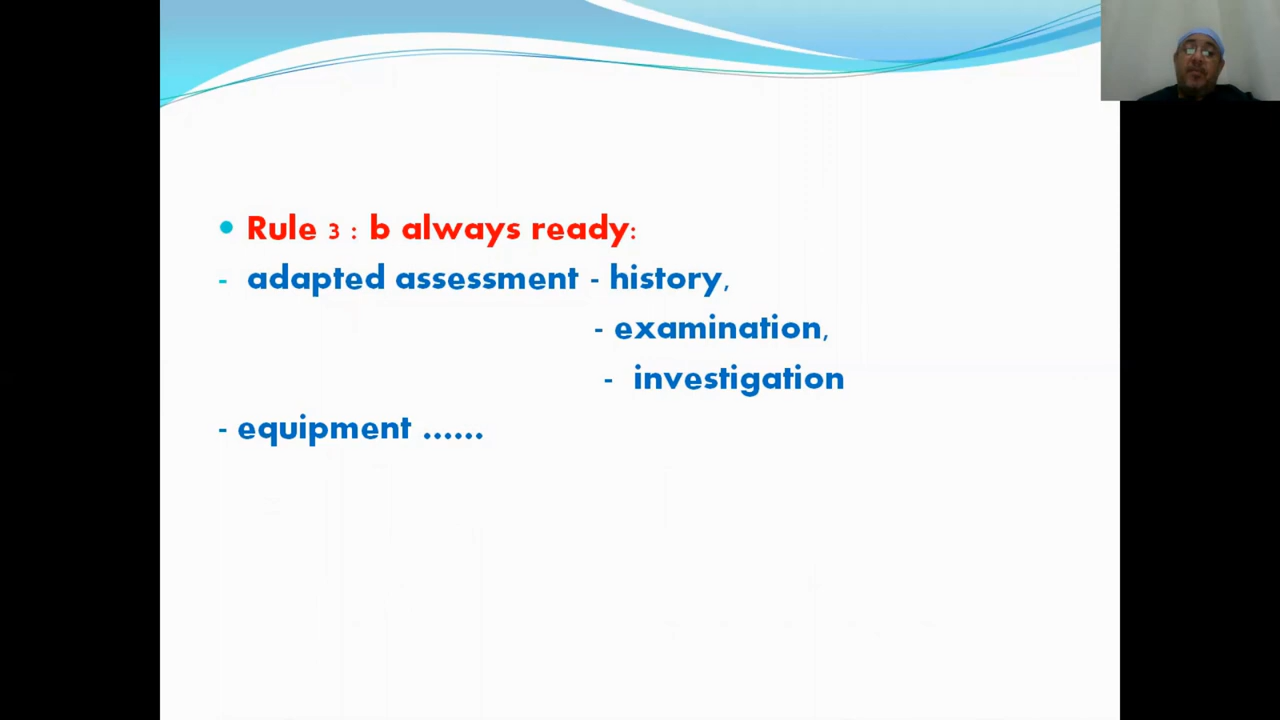 • Rule 3 : b always ready:
- adapted assessment - history,
- examination,
- investigation
- equipment ......